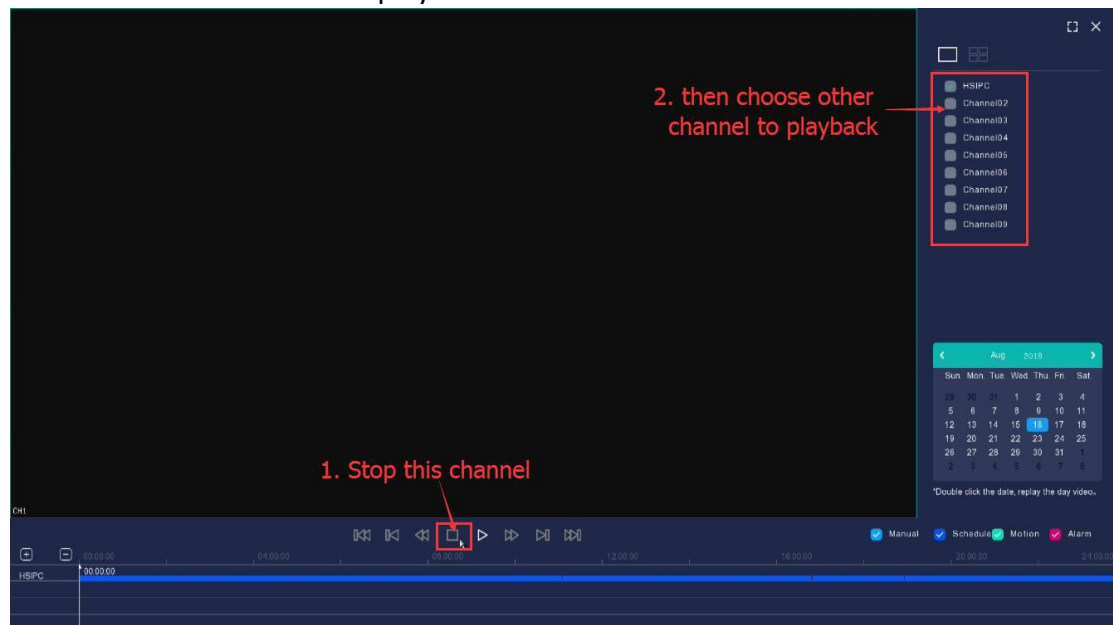 2. then choose other
channel to playback
HSIPC
Channel02
Channel03
Channel04
Channel05
Channel06
Channel07
Channel08
Channel09
Aug 2018
Sun. Mon. Tue. Wed. Thu. Fri. Sat.
29 30 31 1 2 3 4
5 6 7 8 9 10 11
12 13 14 15 16 17 18
19 20 21 22 23 24 25
26 27 28 29 30 31 1
2 3 4 5 6 7 8
*Double click the date, replay the day video。
1. Stop this channel
CH1
Manual Schedule Motion Alarm
00:00:00 04:00:00 08:00:00 12:00:00 16:00:00 20:00:00 24:00:00
HSIPC 00:00:00